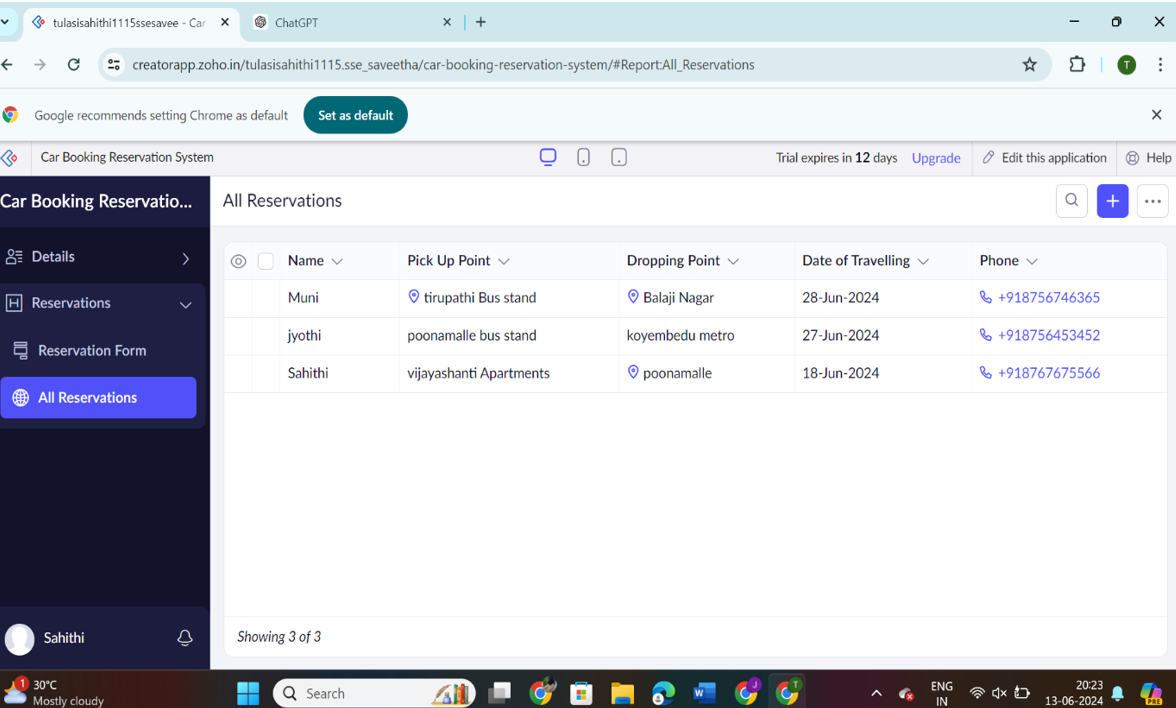 tulasisahithi1115ssesavee - Car
ChatGPT
creatorapp.zoho.in/tulasisahithi1115.sse_saveetha/car-booking-reservation-system/#Report:All_Reservations
T
Google recommends setting Chrome as default Set as default
Car Booking Reservation System Trial expires in 12 days Upgrade Edit this application Help
Car Booking Reservatio... All Reservations
Details
Reservations
Reservation Form
All Reservations
Name Pick Up Point Dropping Point Date of Travelling Phone
Muni tirupathi Bus stand Balaji Nagar 28-Jun-2024 +918756746365
jyothi poonamalle bus stand koyembedu metro 27-Jun-2024 +918756453452
Sahithi vijayashanti Apartments poonamalle 18-Jun-2024 +918767675566
Showing 3 of 3
Sahithi
1 30°C
Mostly cloudy
Search
W J T
ENG
IN
20:23
13-06-2024
PRE